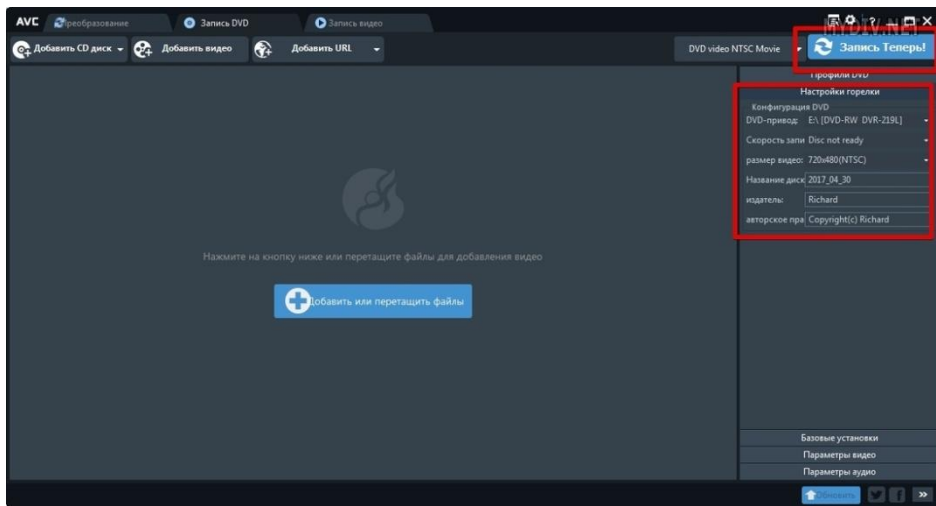 AVC Преобразование Запись DVD Запись видео
MYDIV.NET
Добавить CD диск Добавить видео Добавить URL DVD video NTSC Movie Запись Теперь!
Профили DVD
Настройки горелки
Конфигурация DVD
DVD-привод: E:\ [DVD-RW DVR-219L]
Скорость запи Disc not ready
размер видео: 720x480(NTSC)
Название диск 2017_04_30
издатель: Richard
авторское пра Copyright(c) Richard
Нажмите на кнопку ниже или перетащите файлы для добавления видео
Добавить или перетащить файлы
Базовые установки
Параметры видео
Параметры аудио
Обновить